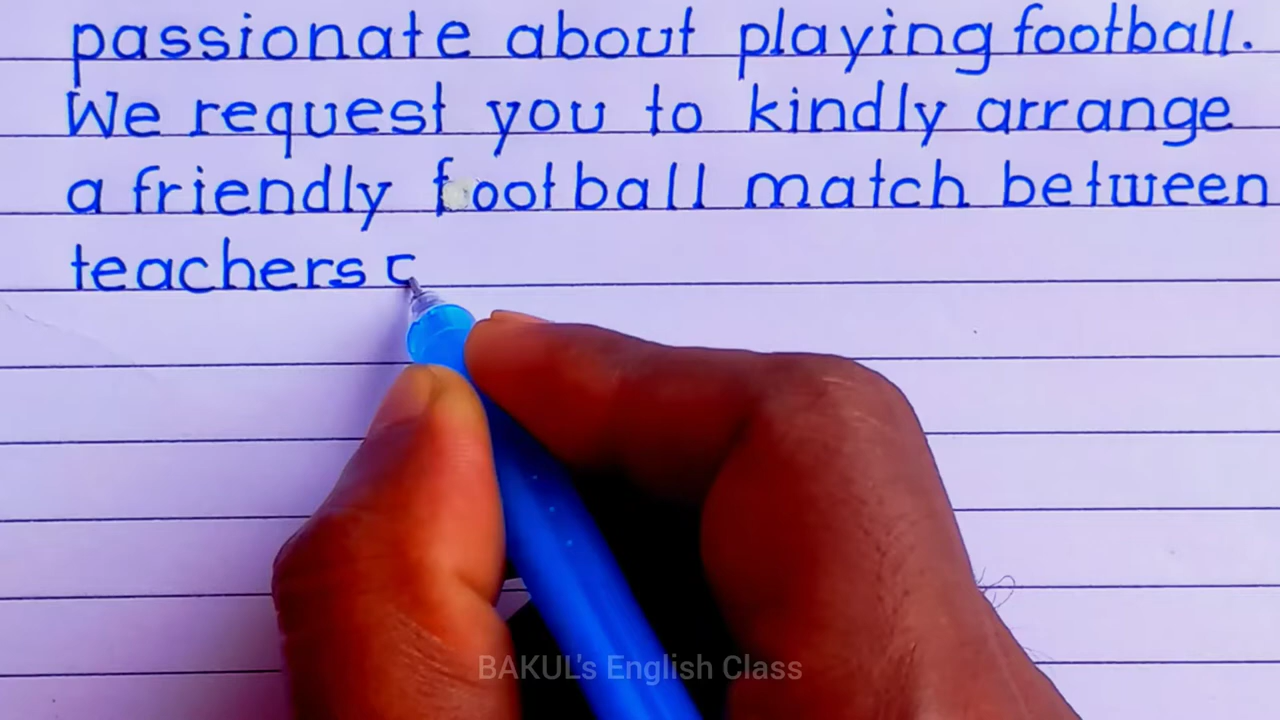 passionate about playing football.
We request you to kindly arrange
a friendly football match between
teachers
BAKUL's English Class